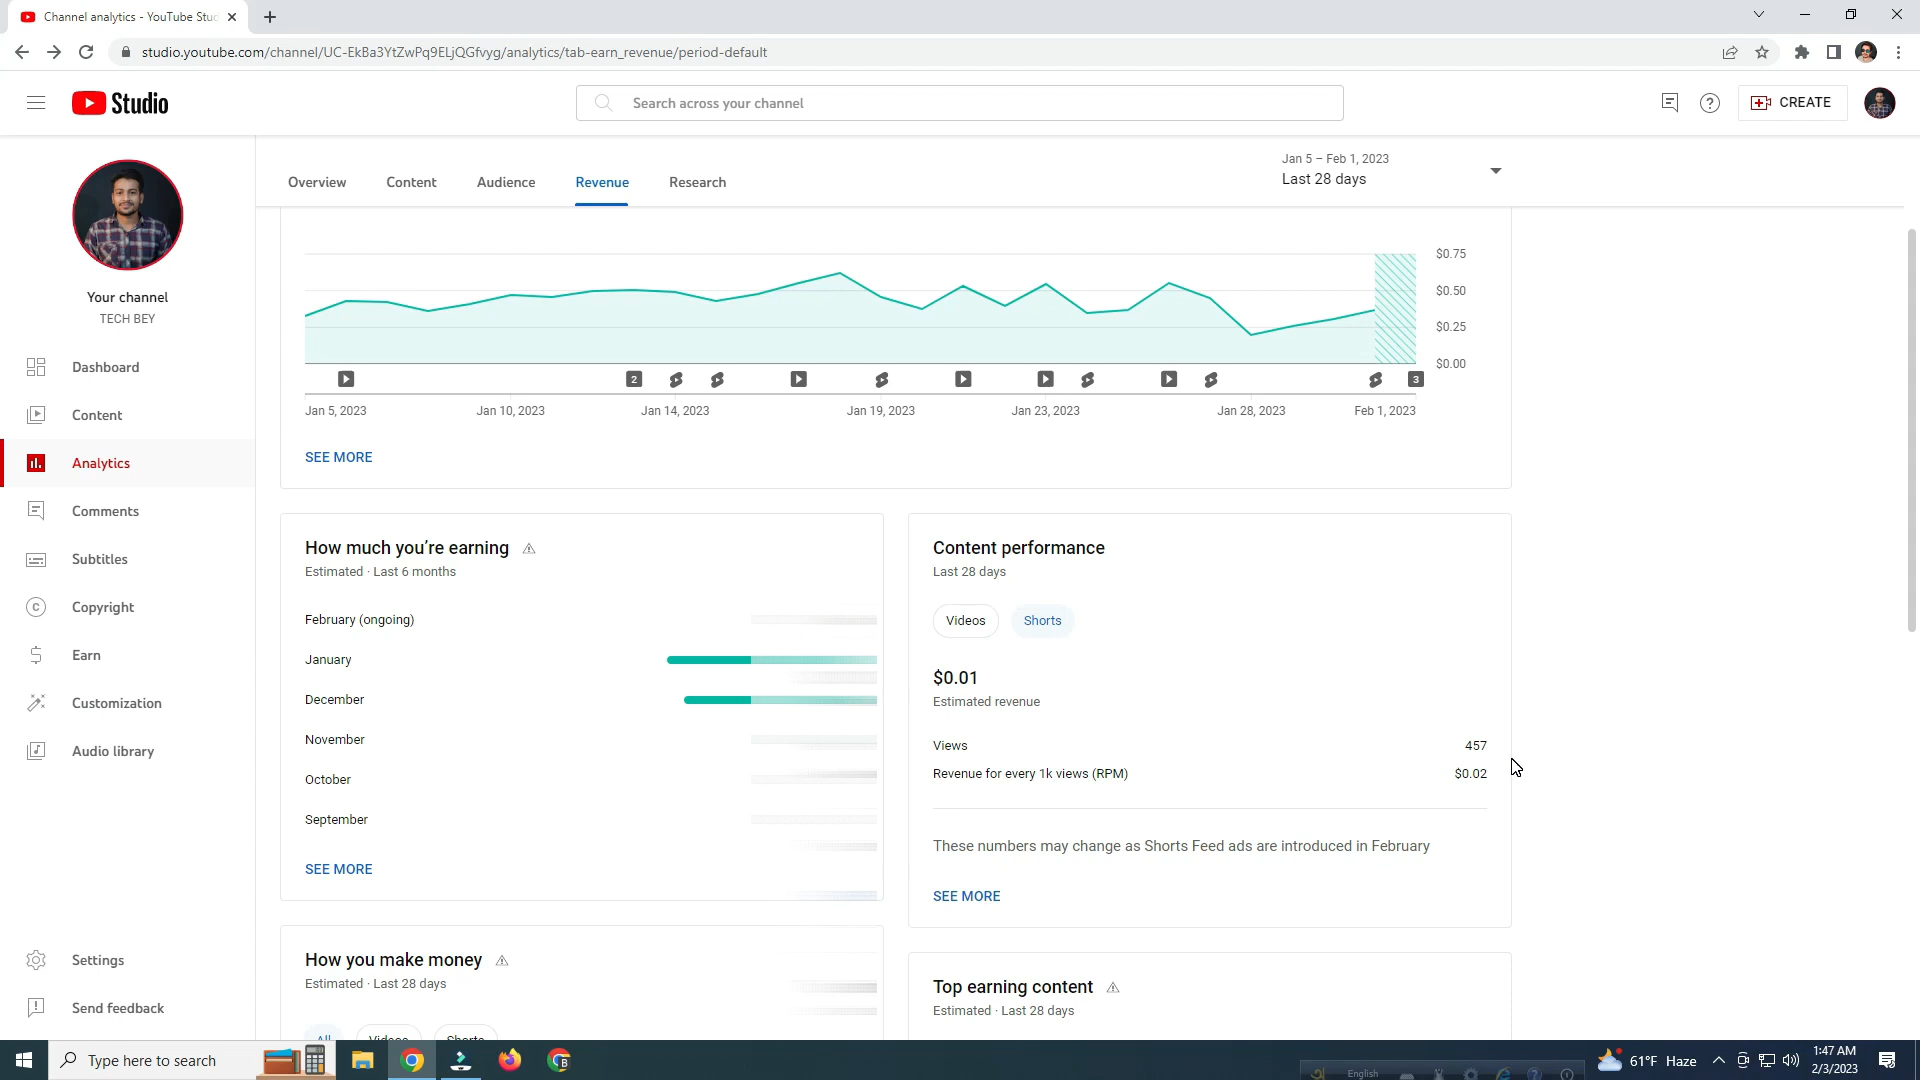 Channel analytics - YouTube Stu
studio.youtube.com/channel/UC-EkBa3YtZwPq9ELjQGfvyg/analytics/tab-earn_revenue/period-default
Studio
Search across your channel
CREATE
Your channel
TECH BEY
Dashboard
Content
Analytics
Comments
Subtitles
Copyright
Earn
Customization
Audio library
Settings
Send feedback
Overview
Content
Audience
Revenue
Research
Jan 5 – Feb 1, 2023
Last 28 days
$0.75
$0.50
$0.25
$0.00
2
3
Jan 5, 2023
Jan 10, 2023
Jan 14, 2023
Jan 19, 2023
Jan 23, 2023
Jan 28, 2023
Feb 1, 2023
SEE MORE
How much you’re earning
Estimated · Last 6 months
February (ongoing)
January
December
November
October
September
SEE MORE
Content performance
Last 28 days
Videos
Shorts
$0.01
Estimated revenue
Views
457
Revenue for every 1k views (RPM)
$0.02
These numbers may change as Shorts Feed ads are introduced in February
SEE MORE
How you make money
Estimated · Last 28 days
All
Videos
Shorts
Top earning content
Estimated · Last 28 days
Type here to search
English
61°F Haze
1:47 AM
2/3/2023